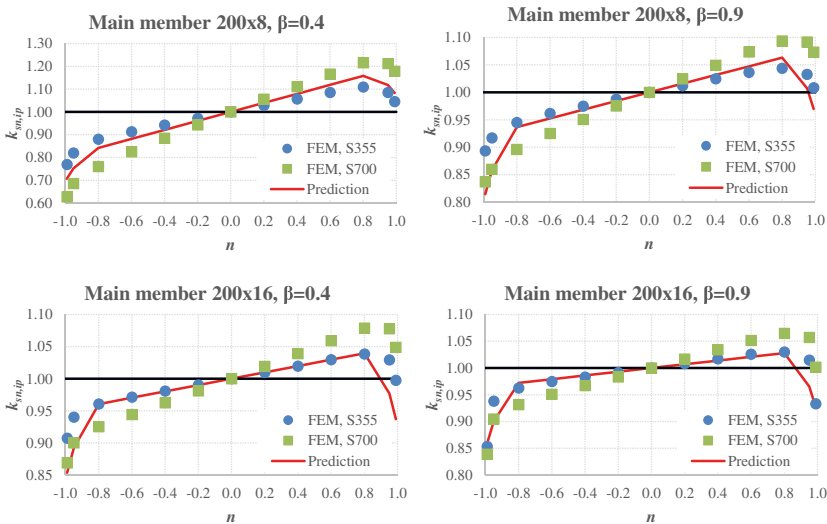 Main member 200x8, β=0.4
1.30
1.20
1.10
1.00
0.90
0.80
0.70
0.60
k_sn,ip
FEM, S355
FEM, S700
Prediction
-1.0 -0.8 -0.6 -0.4 -0.2 0.0 0.2 0.4 0.6 0.8 1.0
n
Main member 200x8, β=0.9
1.10
1.05
1.00
0.95
0.90
0.85
0.80
k_sn,ip
FEM, S355
FEM, S700
Prediction
-1.0 -0.8 -0.6 -0.4 -0.2 0.0 0.2 0.4 0.6 0.8 1.0
n
Main member 200x16, β=0.4
1.10
1.05
1.00
0.95
0.90
0.85
k_sn,ip
FEM, S355
FEM, S700
Prediction
-1.0 -0.8 -0.6 -0.4 -0.2 0.0 0.2 0.4 0.6 0.8 1.0
n
Main member 200x16, β=0.9
1.10
1.05
1.00
0.95
0.90
0.85
0.80
k_sn,ip
FEM, S355
FEM, S700
Prediction
-1.0 -0.8 -0.6 -0.4 -0.2 0.0 0.2 0.4 0.6 0.8 1.0
n